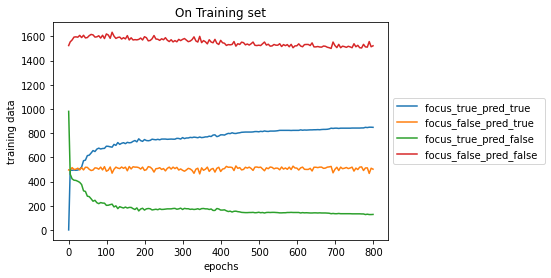 On Training set
training data
1600
1400
1200
1000
800
600
400
200
0
0 100 200 300 400 500 600 700 800
epochs
focus_true_pred_true
focus_false_pred_true
focus_true_pred_false
focus_false_pred_false